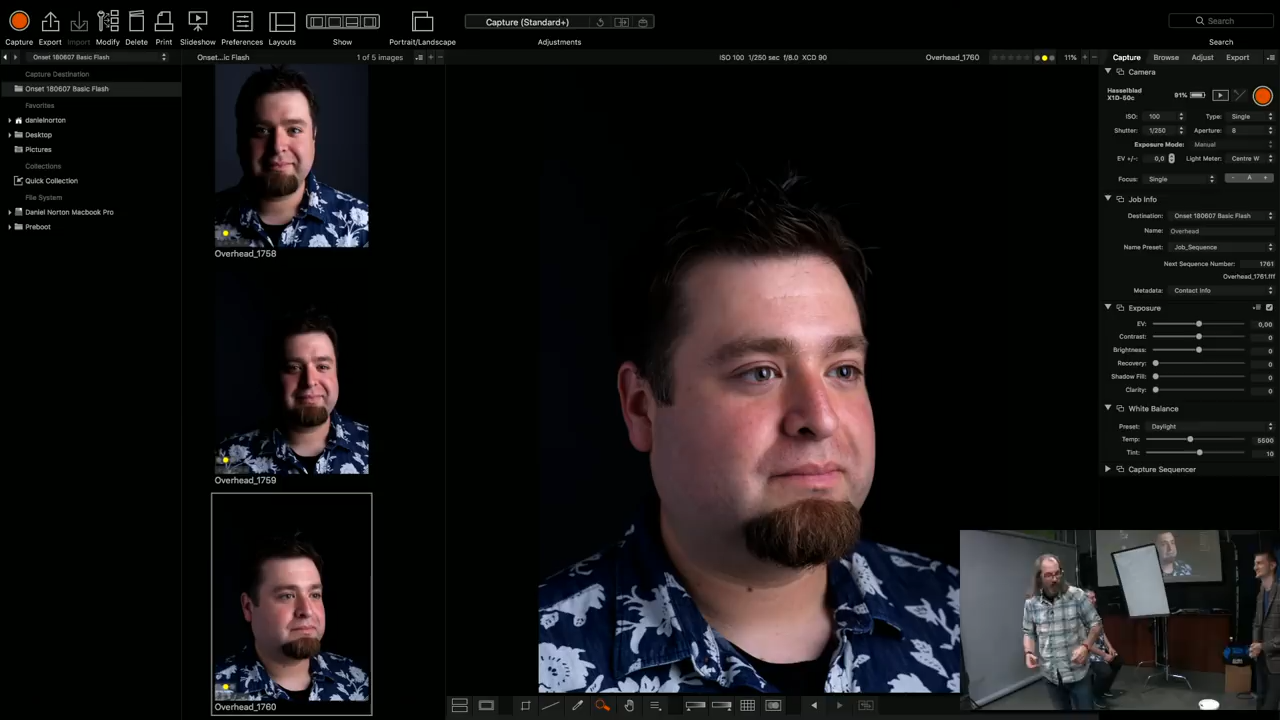 Capture (Standard+)
Search
Capture Export Import Modify Delete Print Slideshow Preferences Layouts Show Portrait/Landscape Adjustments Search
Onset 180607 Basic Flash
Onset...ic Flash
1 of 5 images
ISO 100 1/250 sec f/8.0 XCD 90
Overhead_1760
11%
Capture Browse Adjust Export
Capture Destination
Onset 180607 Basic Flash
Favorites
danielnorton
Desktop
Pictures
Collections
Quick Collection
File System
Daniel Norton Macbook Pro
Preboot
Overhead_1758
Overhead_1759
Overhead_1760
Camera
Hasselblad
X1D-50c
91%
ISO: 100 Type: Single
Shutter: 1/250 Aperture: 8
Exposure Mode: Manual
EV +/-: 0,0 Light Meter: Centre W
Focus: Single - A +
Job Info
Destination: Onset 180607 Basic Flash
Name: Overhead
Name Preset: Job_Sequence
Next Sequence Number: 1761
Overhead_1761.fff
Metadata: Contact Info
Exposure
EV: 0,00
Contrast: 0
Brightness: 0
Recovery: 0
Shadow Fill: 0
Clarity: 0
White Balance
Preset: Daylight
Temp: 5500
Tint: 10
Capture Sequencer